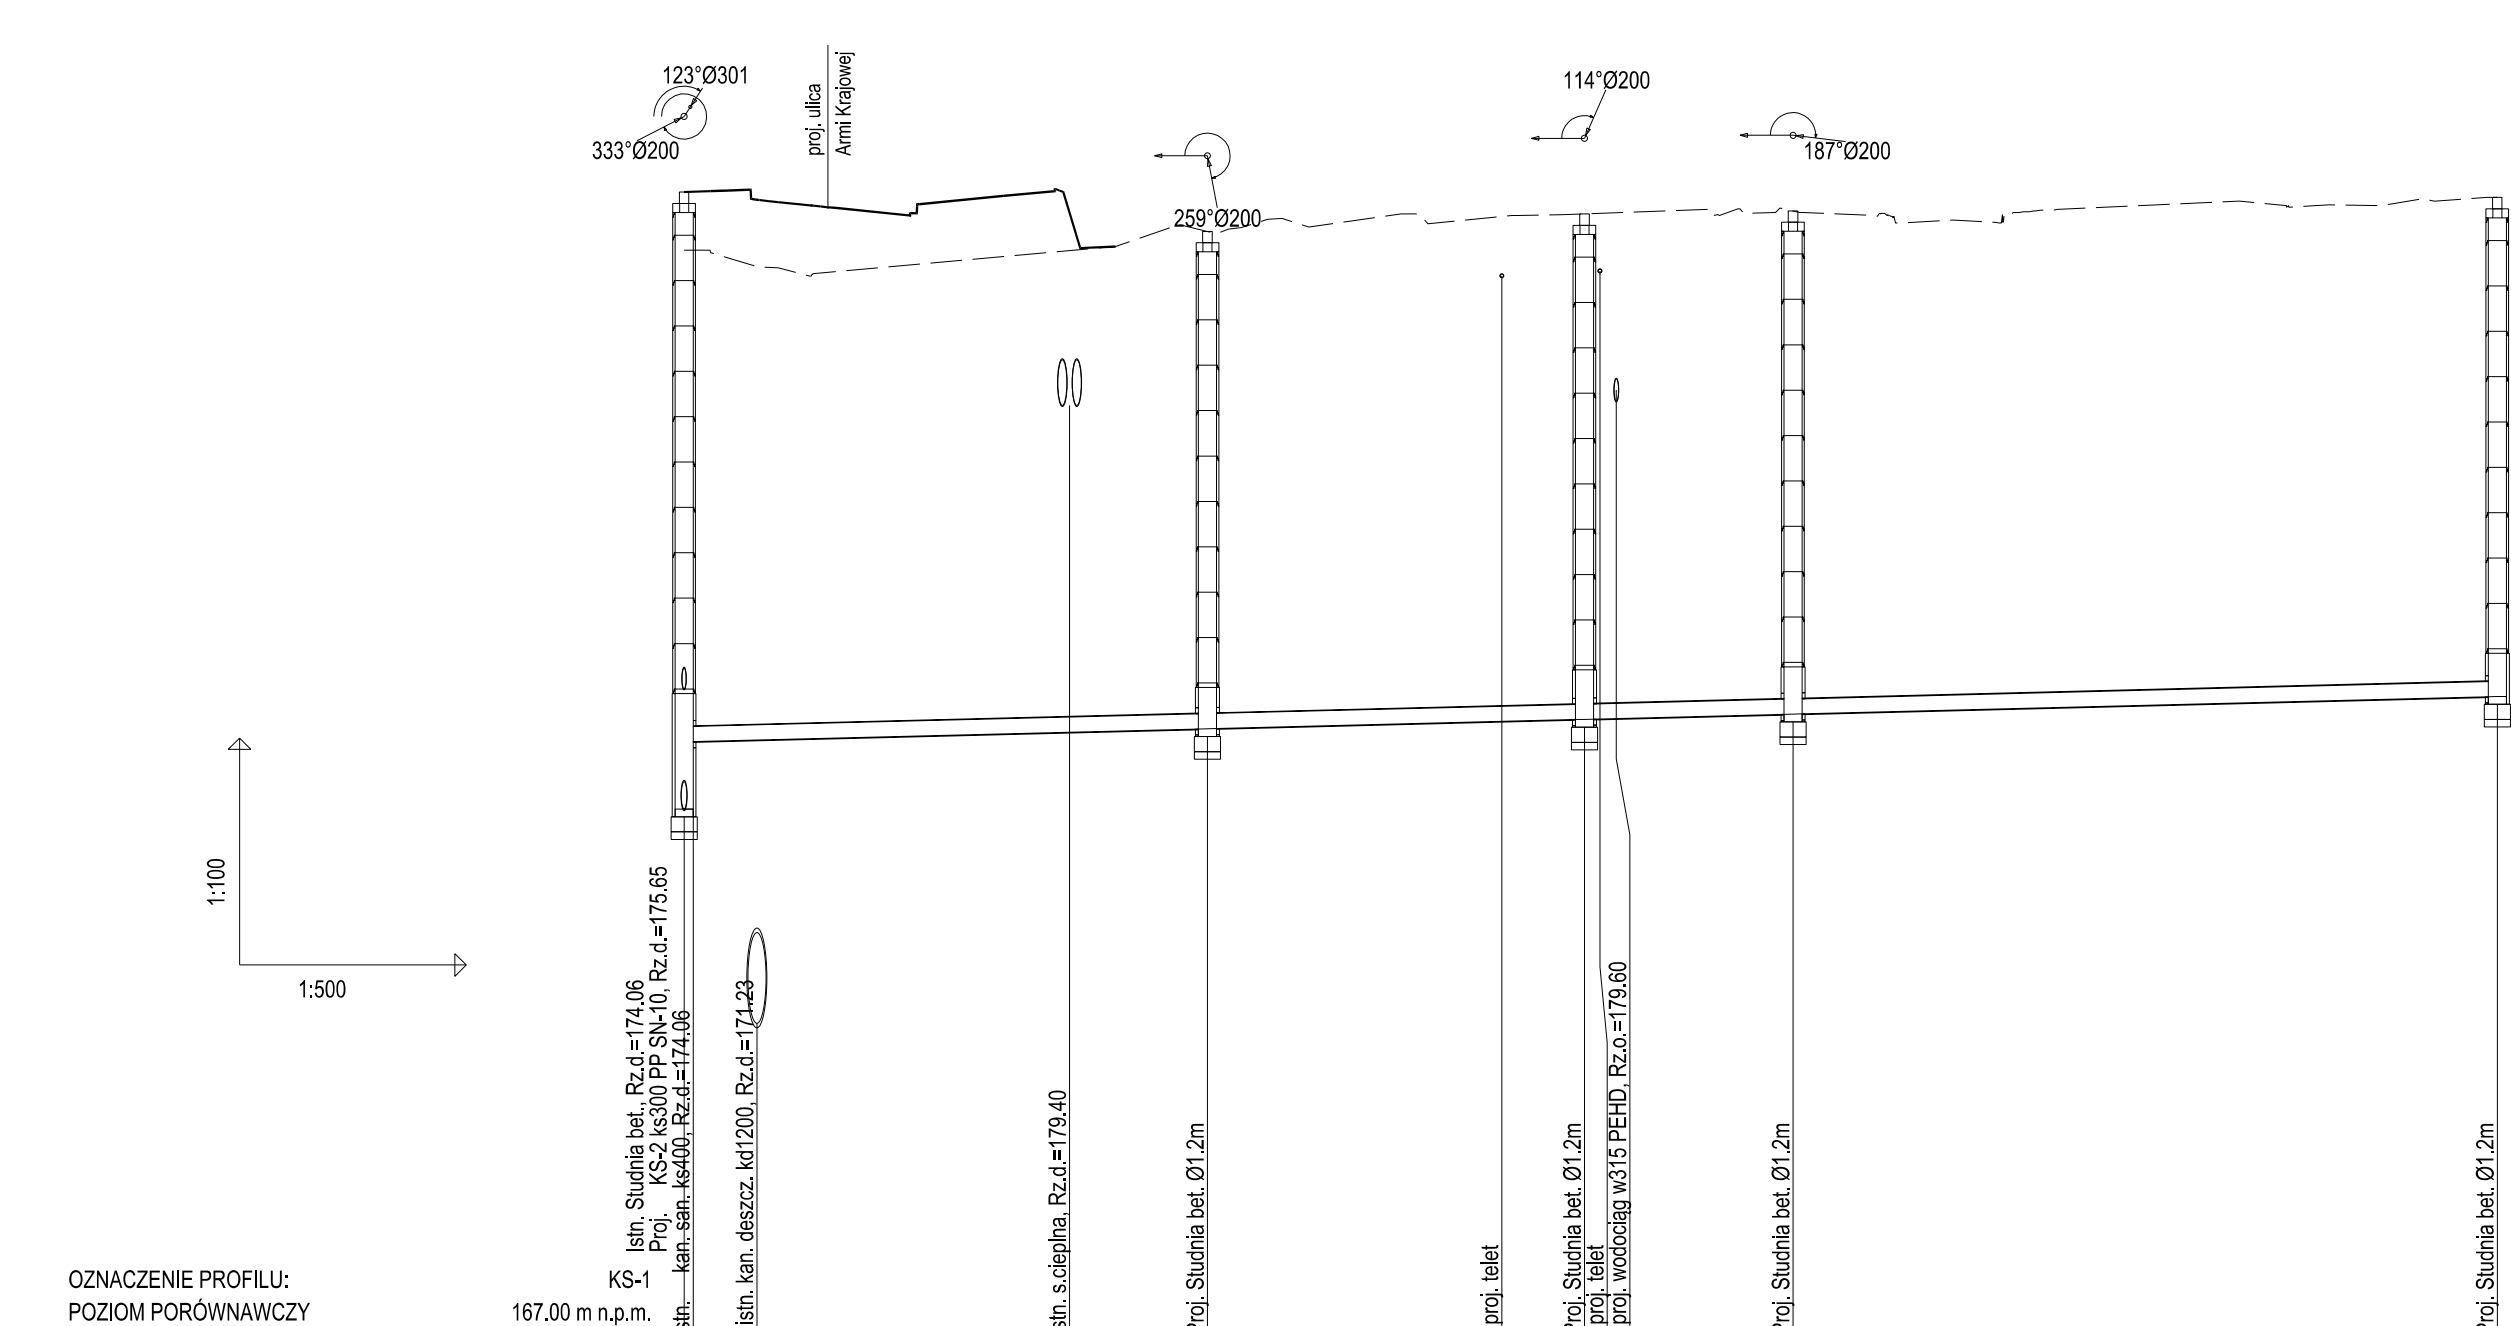 123°Ø301
333°Ø200
proj. ulica
Armi Krajowej
259°Ø200
114°Ø200
187°Ø200
1:100
1:500
Istn. Studnia bet., Rz.d.=174.06
Proj. KS-2 ks300 PP SN-10, Rz.d.=175.65
kan. san. ks400, Rz.d.=174.06
istn. kan. deszcz. kd1200, Rz.d.=171.23
s.cieplna, Rz.d.=179.40
Proj. Studnia bet. Ø1.2m
proj. telet
Proj. Studnia bet. Ø1.2m
proj. telet
proj. wodociąg w315 PEHD, Rz.o.=179.60
Proj. Studnia bet. Ø1.2m
Proj. Studnia bet. Ø1.2m
OZNACZENIE PROFILU: KS-1
POZIOM PORÓWNAWCZY 167.00 m n.p.m.